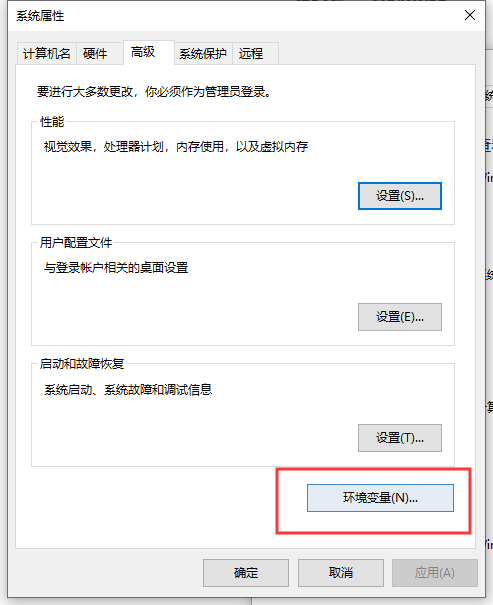 系统属性
计算机名 硬件 高级 系统保护 远程
要进行大多数更改，你必须作为管理员登录。
性能
视觉效果，处理器计划，内存使用，以及虚拟内存
设置(S)...
用户配置文件
与登录帐户相关的桌面设置
设置(E)...
启动和故障恢复
系统启动、系统故障和调试信息
设置(T)...
环境变量(N)...
确定 取消 应用(A)